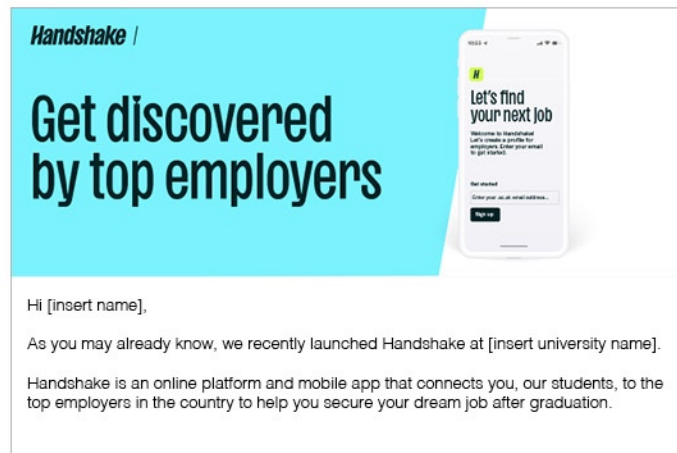 Handshake |
Get discovered
by top employers
10:53
H
Let's find
your next job
Welcome to Handshake!
Let's create a profile for
employers. Enter your email
to get started.
Get started
Enter your .ac.uk email address...
Sign up
Hi [insert name],
As you may already know, we recently launched Handshake at [insert university name].
Handshake is an online platform and mobile app that connects you, our students, to the
top employers in the country to help you secure your dream job after graduation.